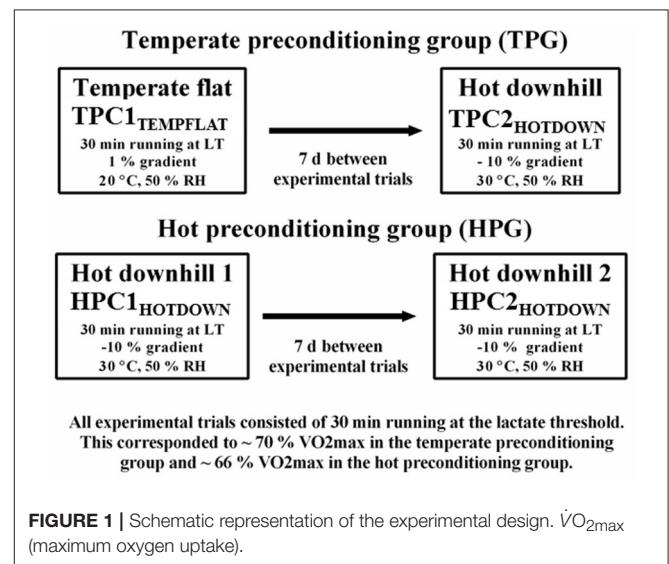 Temperate preconditioning group (TPG)
Temperate flat
TPC1TEMPFLAT
30 min running at LT
1 % gradient
20 °C, 50 % RH
7 d between
experimental trials
Hot downhill
TPC2HOTDOWN
30 min running at LT
- 10 % gradient
30 °C, 50 % RH
Hot preconditioning group (HPG)
Hot downhill 1
HPC1HOTDOWN
30 min running at LT
-10 % gradient
30 °C, 50 % RH
7 d between
experimental trials
Hot downhill 2
HPC2HOTDOWN
30 min running at LT
-10 % gradient
30 °C, 50 % RH
All experimental trials consisted of 30 min running at the lactate threshold.
This corresponded to ~ 70 % VO2max in the temperate preconditioning
group and ~ 66 % VO2max in the hot preconditioning group.
FIGURE 1 | Schematic representation of the experimental design. V̇O2max
(maximum oxygen uptake).